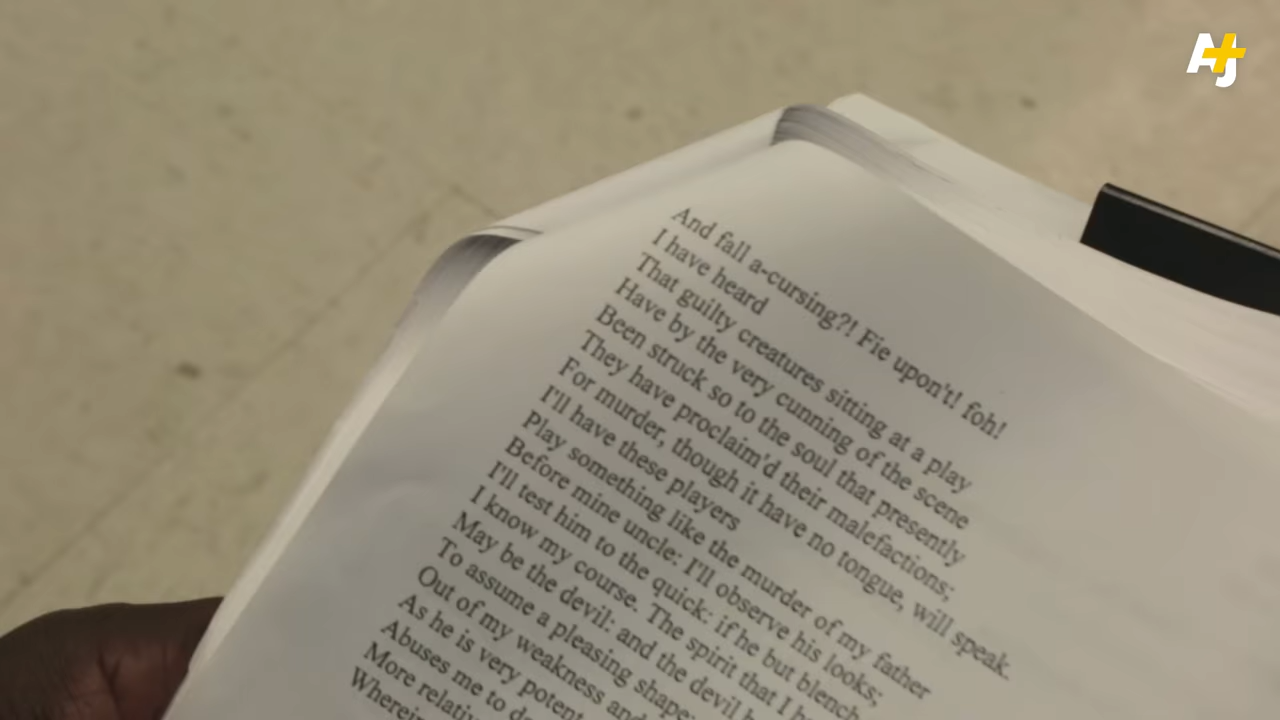 AJ+
And fall a-cursing?! Fie upon't! foh!
I have heard
That guilty creatures sitting at a play
Have by the very cunning of the scene
Been struck so to the soul that presently
They have proclaim'd their malefactions;
For murder, though it have no tongue, will speak.
I'll have these players
Play something like the murder of my father
Before mine uncle: I'll observe his looks;
I'll test him to the quick: if he but blench
I know my course. The spirit that I
May be the devil: and the devil
To assume a pleasing shape;
Out of my weakness and
As he is very potent
Abuses me to
More
Wherein